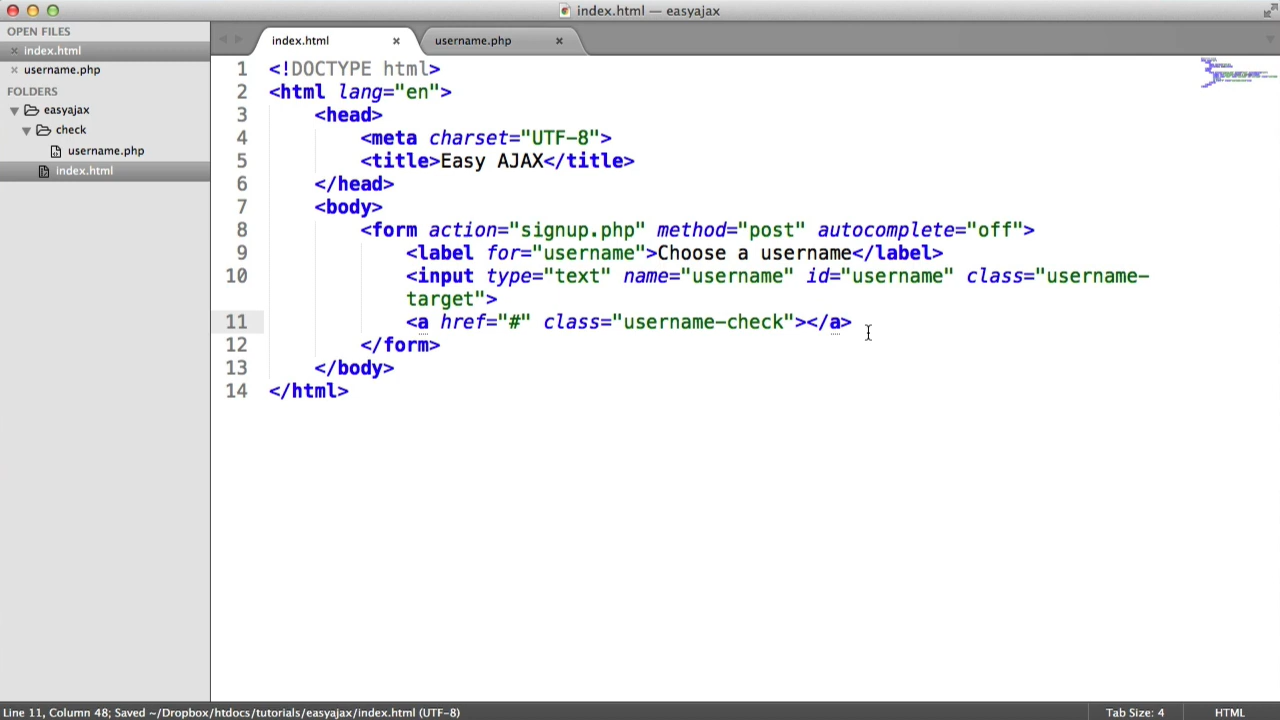 index.html — easyajax
OPEN FILES
index.html
username.php
FOLDERS
easyajax
check
username.php
index.html
index.html
username.php
1 <!DOCTYPE html>
2 <html lang="en">
3 <head>
4 <meta charset="UTF-8">
5 <title>Easy AJAX</title>
6 </head>
7 <body>
8 <form action="signup.php" method="post" autocomplete="off">
9 <label for="username">Choose a username</label>
10 <input type="text" name="username" id="username" class="username-
target">
11 <a href="#" class="username-check"></a>
12 </form>
13 </body>
14 </html>
Line 11, Column 48; Saved ~/Dropbox/htdocs/tutorials/easyajax/index.html (UTF-8)
Tab Size: 4
HTML